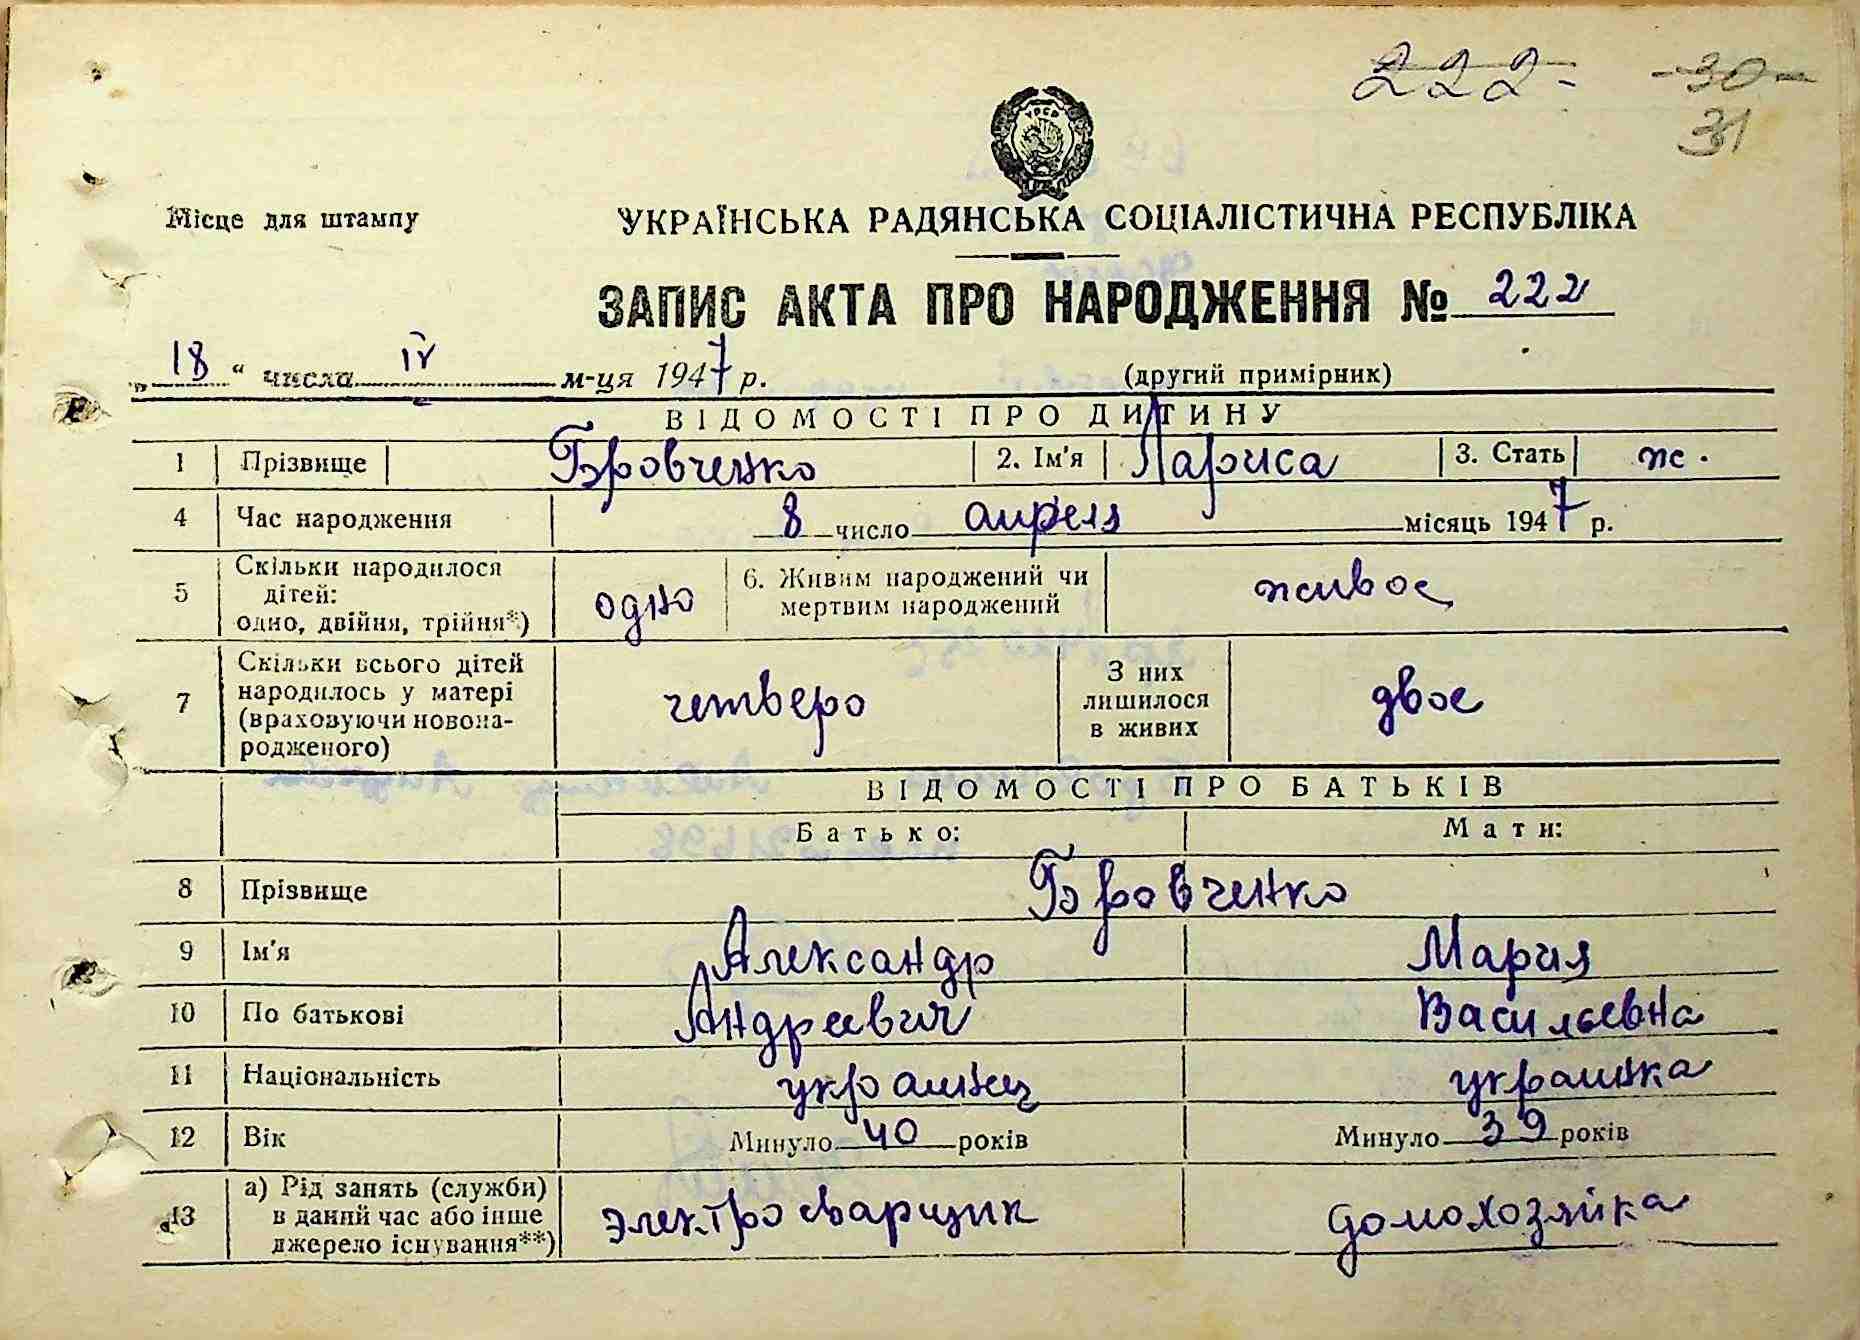 222 - -30-
31
УРСР
Місце для штампу
УКРАЇНСЬКА РАДЯНСЬКА СОЦІАЛІСТИЧНА РЕСПУБЛІКА
ЗАПИС АКТА ПРО НАРОДЖЕННЯ № 222
„ 18 “ числа IV м-ця 1947 р. (другий примірник)
ВІДОМОСТІ ПРО ДИТИНУ
1 Прізвище Бровченко 2. Ім'я Лариса 3. Стать ж.
4 Час народження 8 число апреля місяць 1947 р.
5 Скільки народилося дітей: одно, двійня, трійня*) одно 6. Живим народжений чи мертвим народжений живое
7 Скільки всього дітей народилось у матері (враховуючи новонародженого) четверо З них лишилося в живих двое
ВІДОМОСТІ ПРО БАТЬКІВ
Батько: Мати:
8 Прізвище Бровченко
9 Ім'я Александр Мария
10 По батькові Андреевич Васильевна
11 Національність украинец украинка
12 Вік Минуло 40 років Минуло 39 років
13 а) Рід занять (служби) в даний час або інше джерело існування**) электросварщик домохозяйка